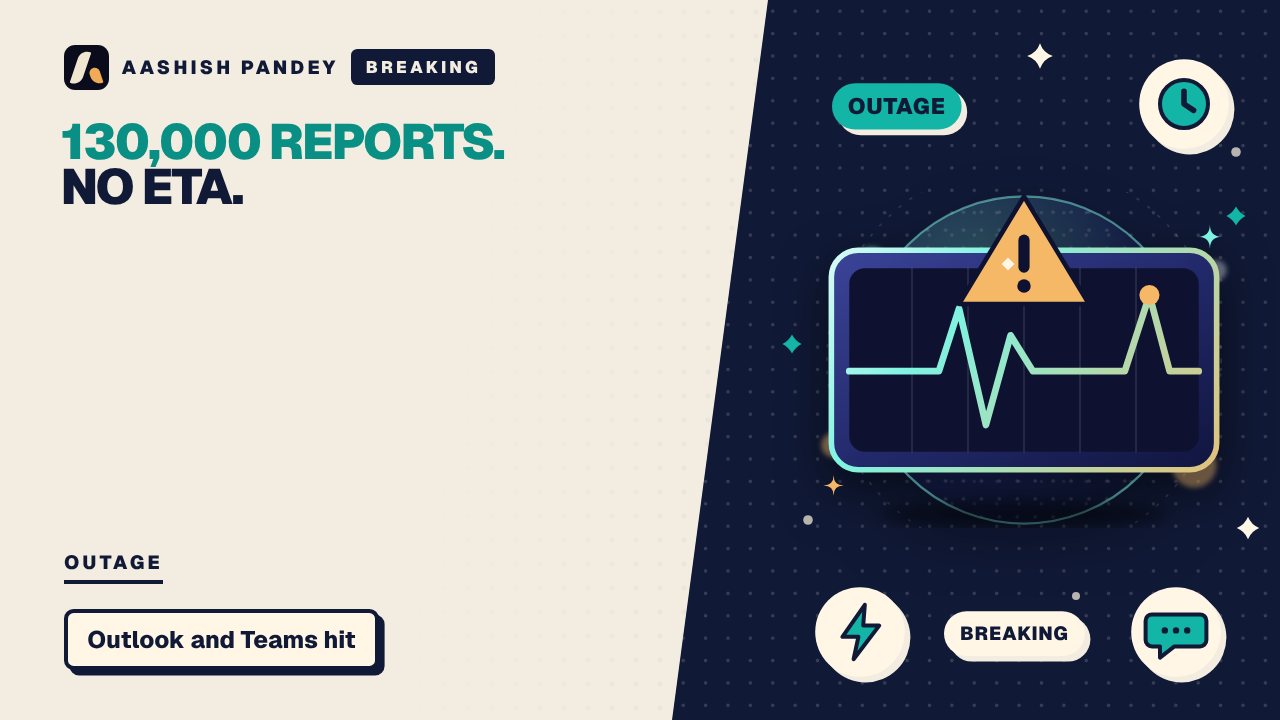 AASHISH PANDEY BREAKING
130,000 REPORTS.
NO ETA.
OUTAGE
Outlook and Teams hit
OUTAGE
BREAKING